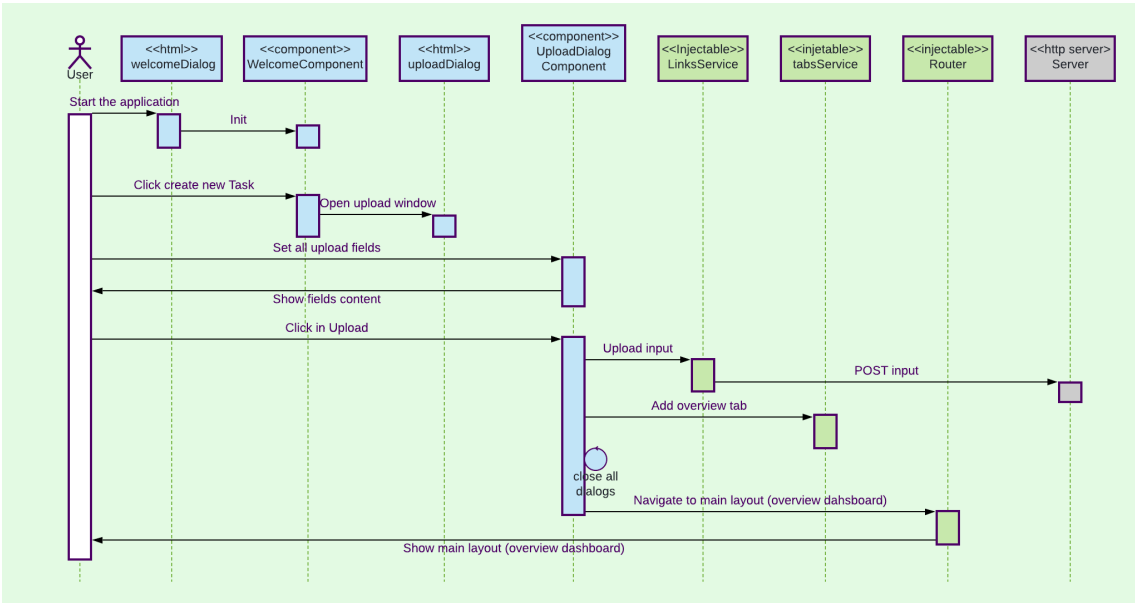 User
<<html>>
welcomeDialog
<<component>>
WelcomeComponent
<<html>>
uploadDialog
<<component>>
UploadDialog
Component
<<Injectable>>
LinksService
<<injetable>>
tabsService
<<injectable>>
Router
<<http server>
Server
Start the application
Init
Click create new Task
Open upload window
Set all upload fields
Show fields content
Click in Upload
Upload input
POST input
Add overview tab
close all
dialogs
Navigate to main layout (overview dahsboard)
Show main layout (overview dashboard)